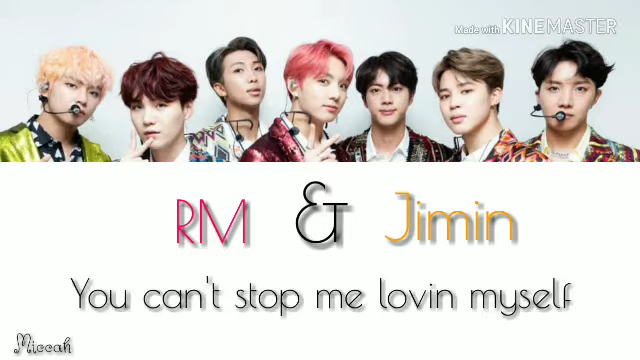 Made with KINEMASTER
RM & Jimin
You can't stop me lovin myself
Miccah